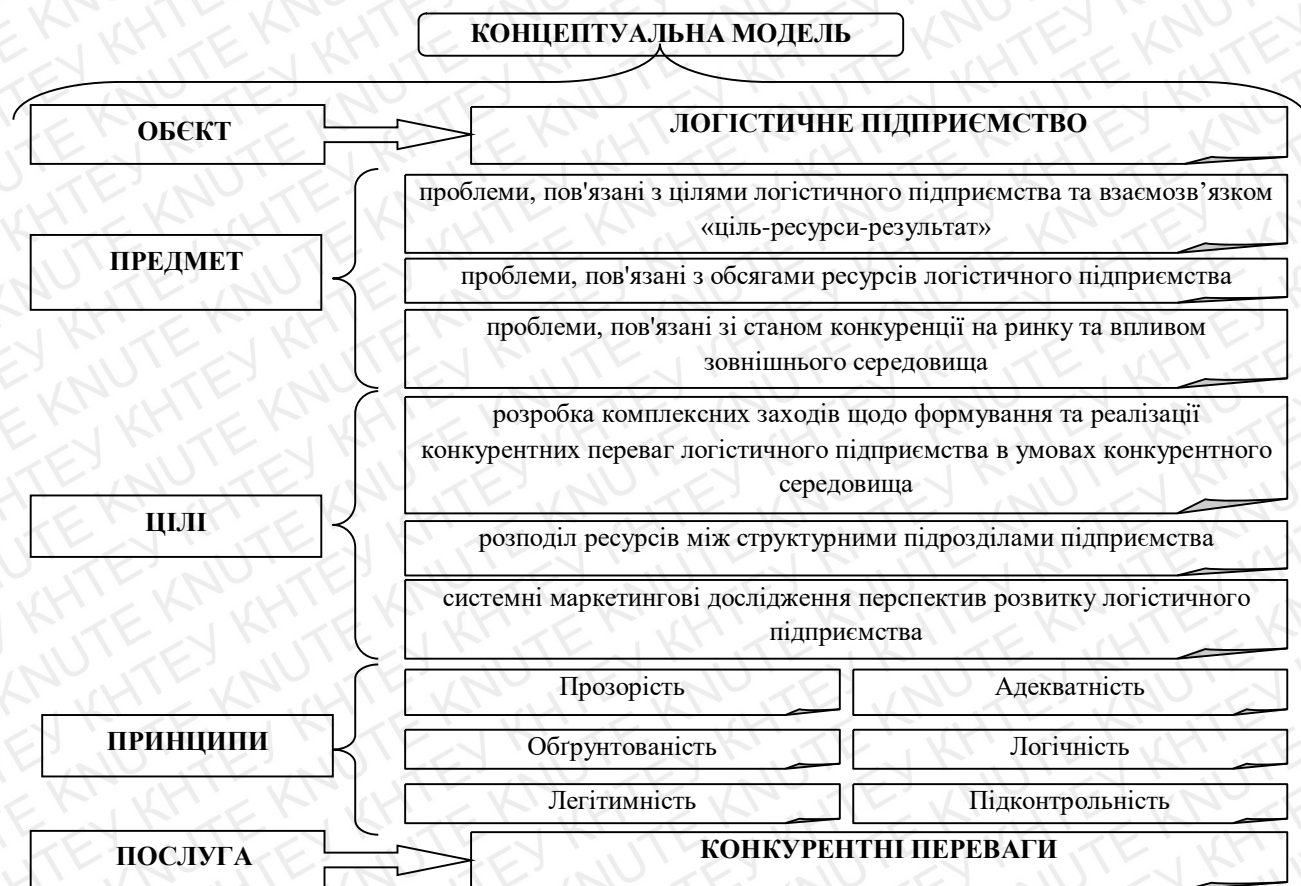 КОНЦЕПТУАЛЬНА МОДЕЛЬ
ОБЄКТ
ЛОГІСТИЧНЕ ПІДПРИЄМСТВО
ПРЕДМЕТ
проблеми, пов'язані з цілями логістичного підприємства та взаємозв’язком
«ціль-ресурси-результат»
проблеми, пов'язані з обсягами ресурсів логістичного підприємства
проблеми, пов'язані зі станом конкуренції на ринку та впливом
зовнішнього середовища
ЦІЛІ
розробка комплексних заходів щодо формування та реалізації
конкурентних переваг логістичного підприємства в умовах конкурентного
середовища
розподіл ресурсів між структурними підрозділами підприємства
системні маркетингові дослідження перспектив розвитку логістичного
підприємства
ПРИНЦИПИ
Прозорість
Адекватність
Обґрунтованість
Логічність
Легітимність
Підконтрольність
ПОСЛУГА
КОНКУРЕНТНІ ПЕРЕВАГИ